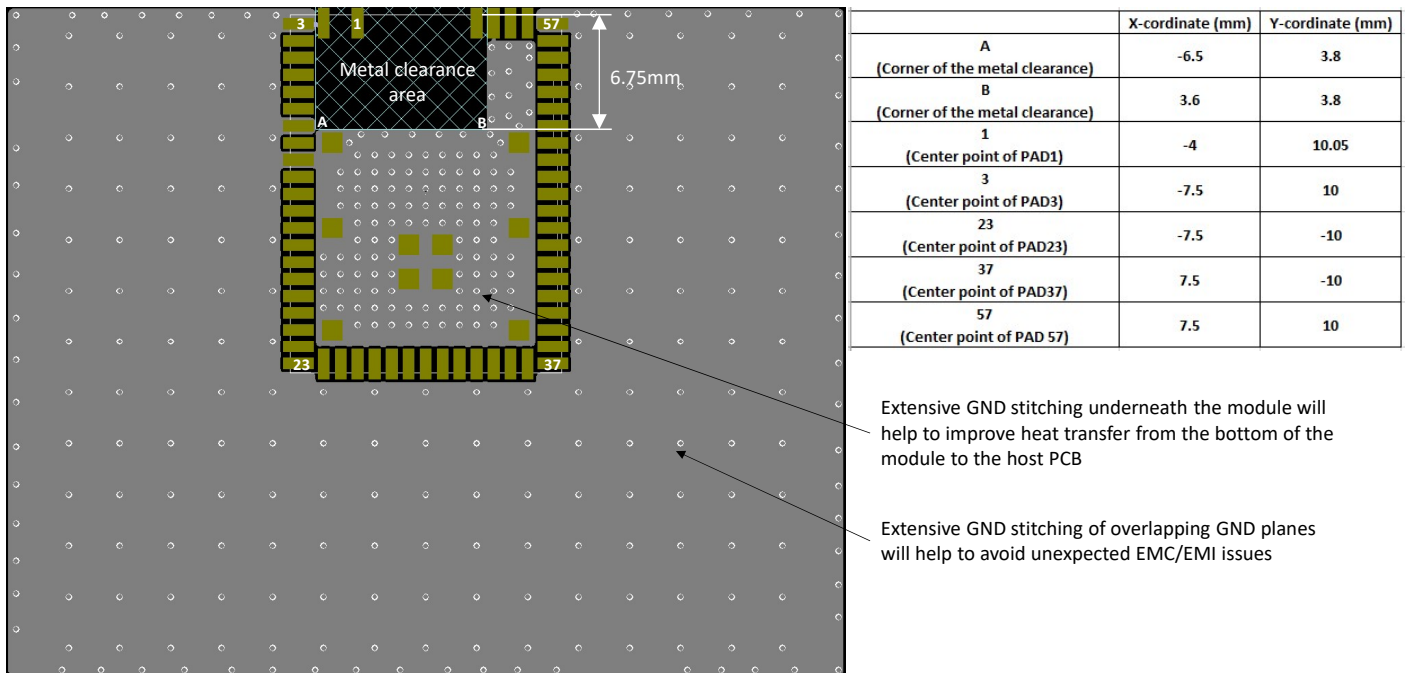 3
1
57
Metal clearance
area
6.75mm
A
B
23
37
X-cordinate (mm) Y-cordinate (mm)
A
(Corner of the metal clearance) -6.5 3.8
B
(Corner of the metal clearance) 3.6 3.8
1
(Center point of PAD1) -4 10.05
3
(Center point of PAD3) -7.5 10
23
(Center point of PAD23) -7.5 -10
37
(Center point of PAD37) 7.5 -10
57
(Center point of PAD 57) 7.5 10
Extensive GND stitching underneath the module will
help to improve heat transfer from the bottom of the
module to the host PCB
Extensive GND stitching of overlapping GND planes
will help to avoid unexpected EMC/EMI issues